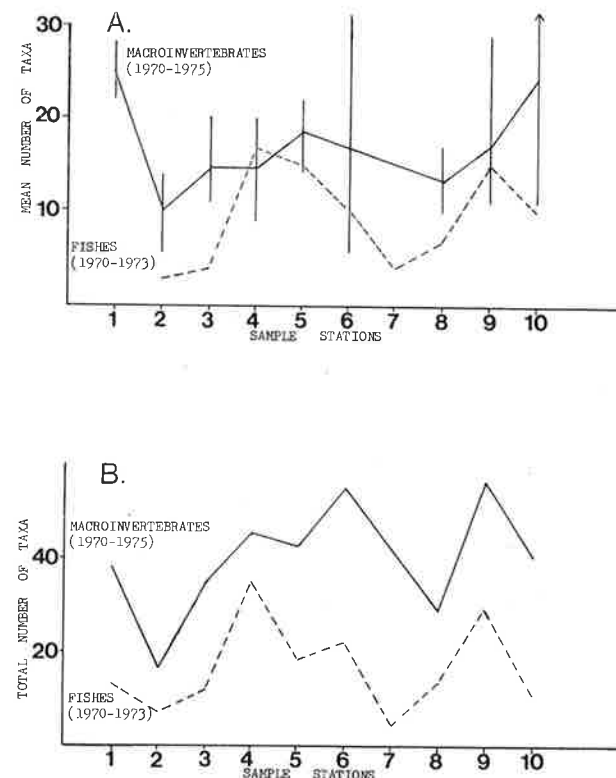 A.
30
MACROINVERTEBRATES
(1970-1975)
20
MEAN NUMBER OF TAXA
10
FISHES
(1970-1973)
1 2 3 4 5 6 7 8 9 10
SAMPLE STATIONS
B.
MACROINVERTEBRATES
(1970-1975)
40
TOTAL NUMBER OF TAXA
20
FISHES
(1970-1973)
1 2 3 4 5 6 7 8 9 10
SAMPLE STATIONS